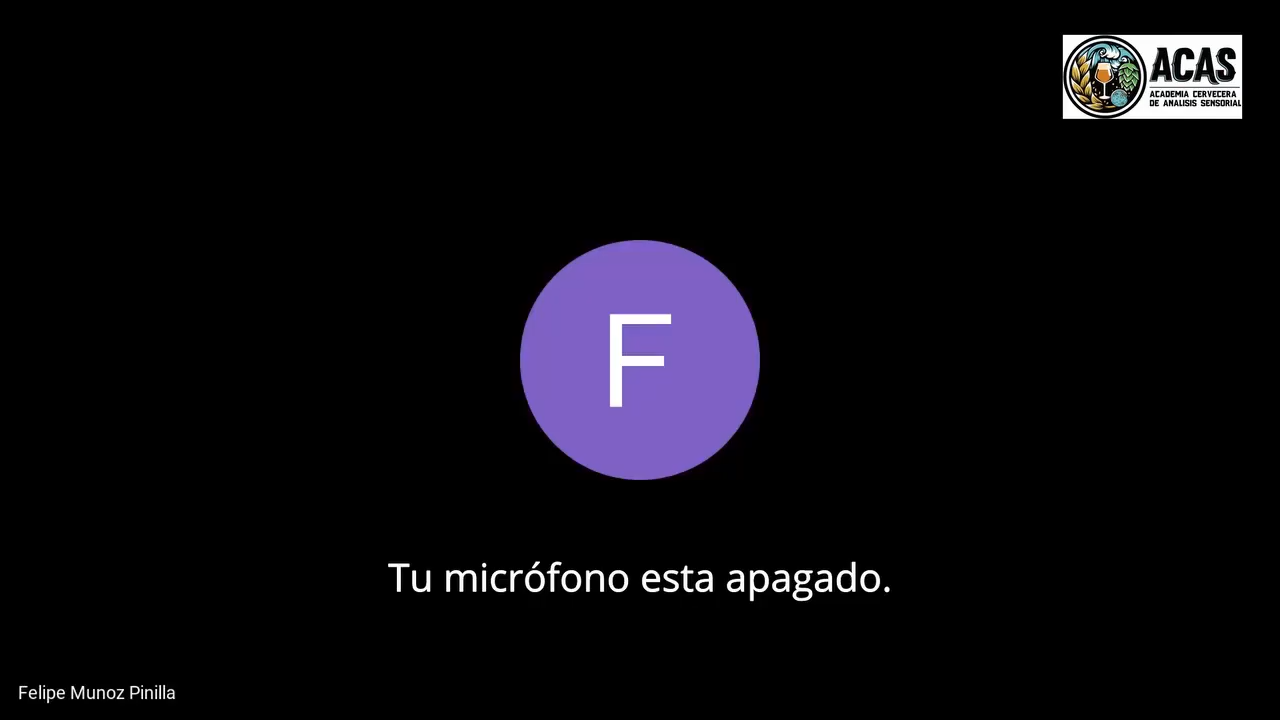 ACAS
ACADEMIA CERVECERA
DE ANALISIS SENSORIAL
F
Tu micrófono esta apagado.
Felipe Munoz Pinilla